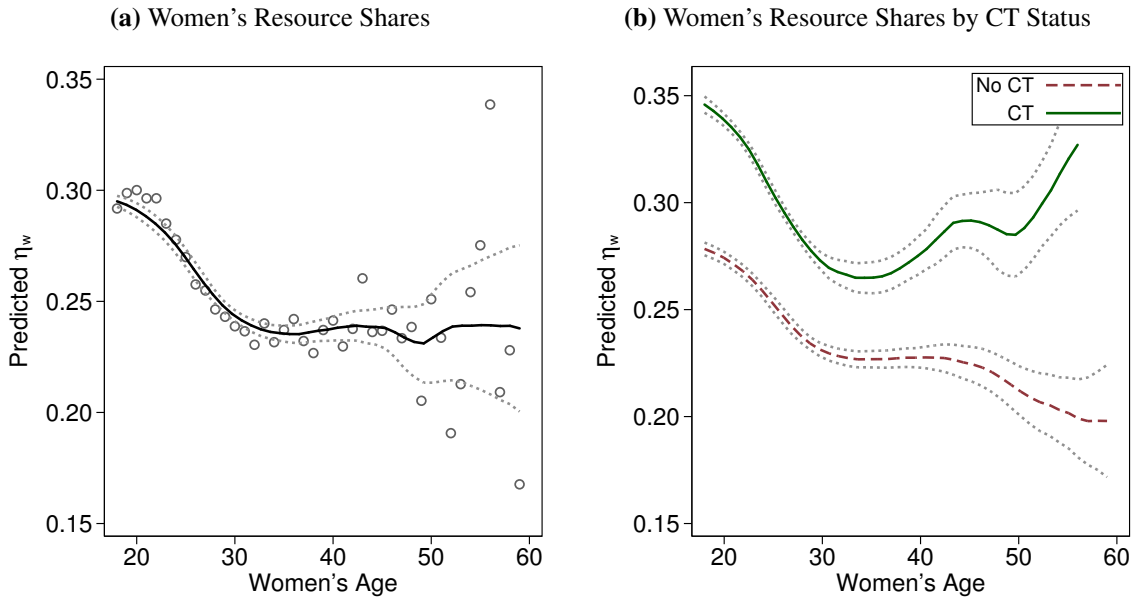 (a) Women’s Resource Shares
0.35
0.30
0.25
0.20
0.15
Predicted ηw
20 30 40 50 60
Women’s Age
(b) Women’s Resource Shares by CT Status
No CT
CT
0.35
0.30
0.25
0.20
0.15
Predicted ηw
20 30 40 50 60
Women’s Age